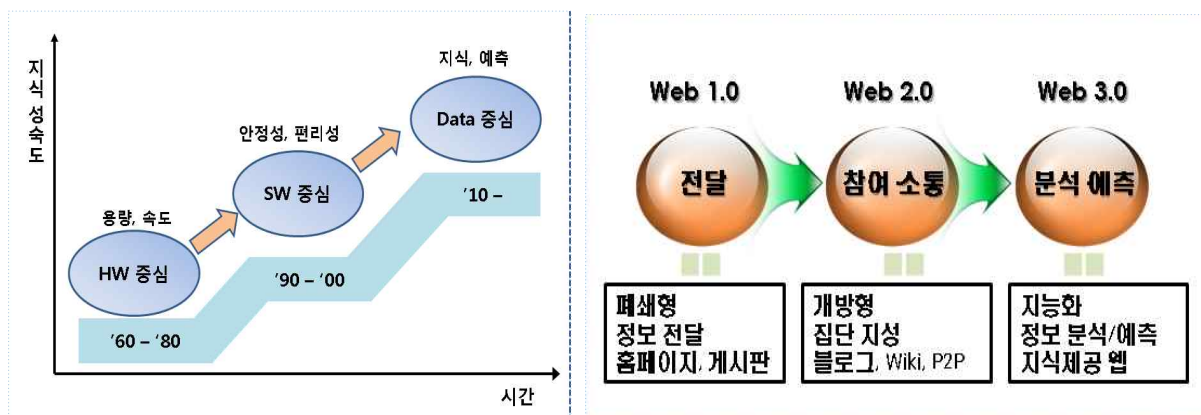 지식 성숙도
지식, 예측
Data 중심
안정성, 편리성
SW 중심
’10 –
용량, 속도
HW 중심
’90 – ‘00
’60 – ‘80
시간
Web 1.0
Web 2.0
Web 3.0
전달
참여 소통
분석 예측
폐쇄형
정보 전달
홈페이지, 게시판
개방형
집단 지성
블로그, Wiki, P2P
지능화
정보 분석/예측
지식제공 웹